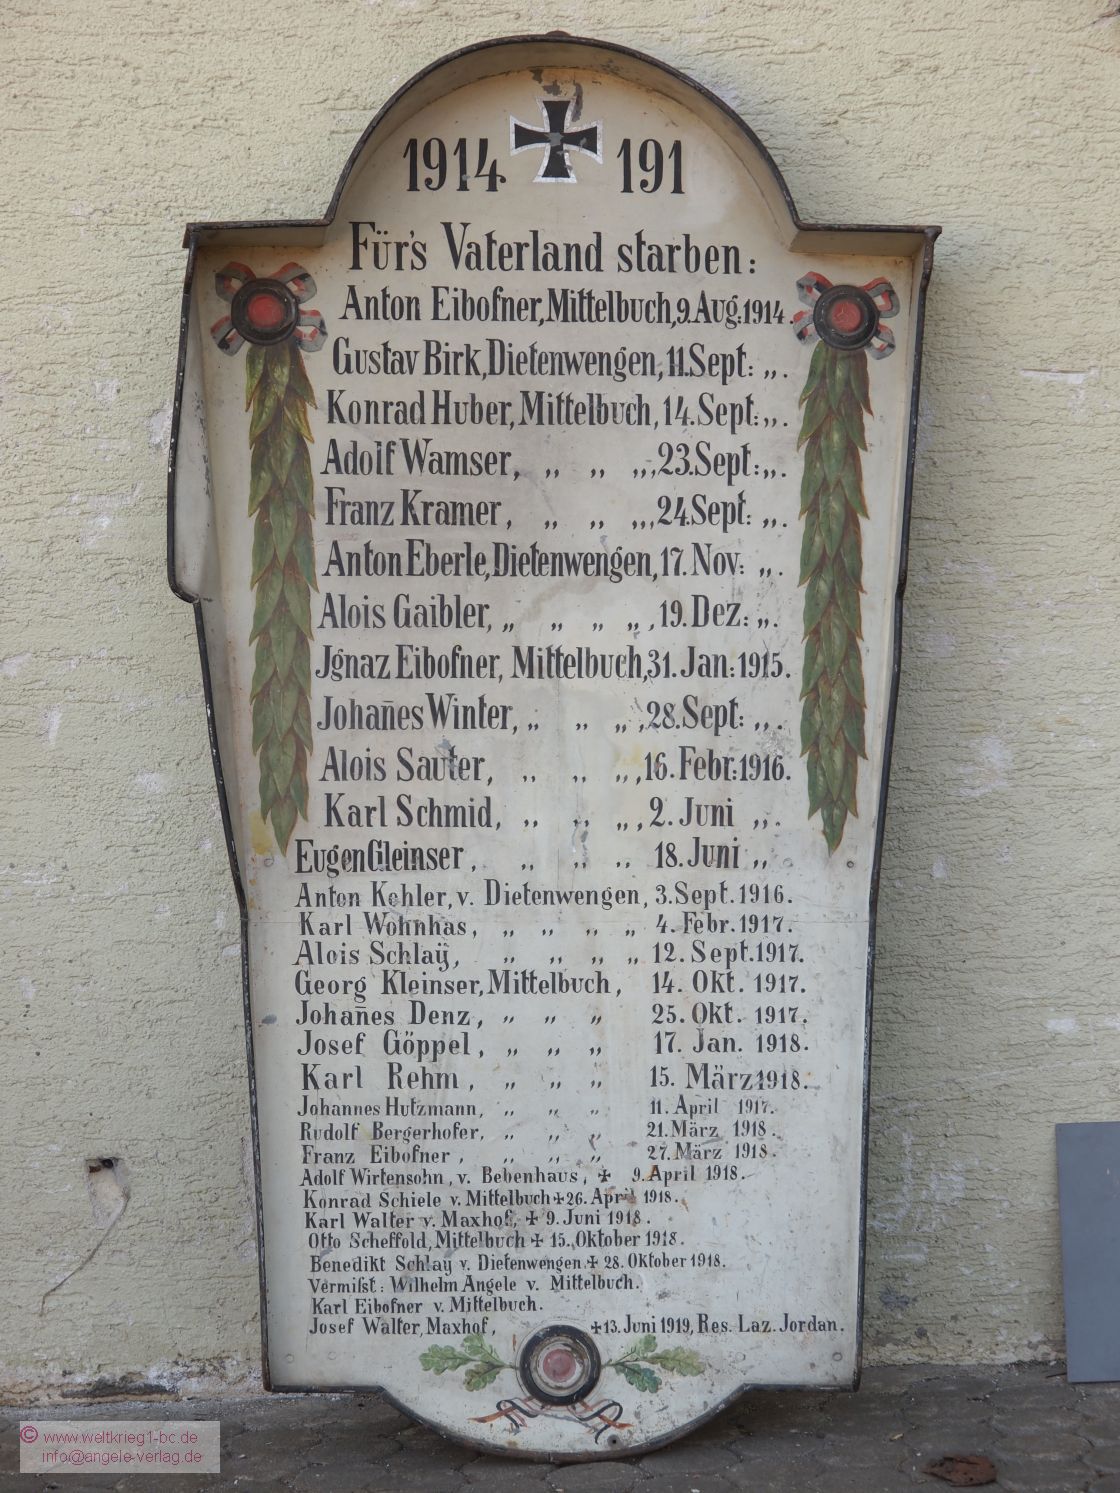 1914 191
Für's Vaterland starben:
Anton Eibofner, Mittelbuch, 9. Aug: 1914.
Gustav Birk, Dietenwengen, 11. Sept: „.
Konrad Huber, Mittelbuch, 14. Sept: „.
Adolf Wamser, „ „ „, 23. Sept: „.
Franz Kramer, „ „ „, 24. Sept: „.
Anton Eberle, Dietenwengen, 17. Nov: „.
Alois Gaibler, „ „ „ „, 19. Dez: „.
Jgnaz Eibofner, Mittelbuch, 31. Jan: 1915.
Johan̄es Winter, „ „ „, 28. Sept: „.
Alois Sauter, „ „ „, 16. Febr: 1916.
Karl Schmid, „ „ „, 2. Juni „.
Eugen Gleinser, „ „ „ 18. Juni „
Anton Kehler, v. Dietenwengen, 3. Sept. 1916.
Karl Wohnhas, „ „ „ „ 4. Febr. 1917.
Alois Schlaÿ, „ „ „ „ 12. Sept. 1917.
Georg Kleinser, Mittelbuch, 14. Okt. 1917.
Johan̄es Denz, „ „ „ 25. Okt. 1917.
Josef Göppel, „ „ „ 17. Jan. 1918.
Karl Rehm, „ „ „ 15. März 1918.
Johannes Hutzmann, „ „ „ 11. April 1917.
Rudolf Bergerhofer, „ „ „ 21. März 1918.
Franz Eibofner, „ „ „ 27. März 1918.
Adolf Wirtensohn, v. Bebenhaus, ✠ 9. April 1918.
Konrad Schiele v. Mittelbuch ✠ 26. April 1918.
Karl Walter v. Maxhof, ✠ 9. Juni 1918.
Otto Scheffold, Mittelbuch ✠ 15. Oktober 1918.
Benedikt Schlaÿ v. Dietenwengen ✠ 28. Oktober 1918.
Vermißt: Wilhelm Angele v. Mittelbuch.
Karl Eibofner v. Mittelbuch.
Josef Walter, Maxhof, ✠ 13. Juni 1919, Res. Laz. Jordan.
© www.weltkrieg1-bc.de
info@angele-verlag.de